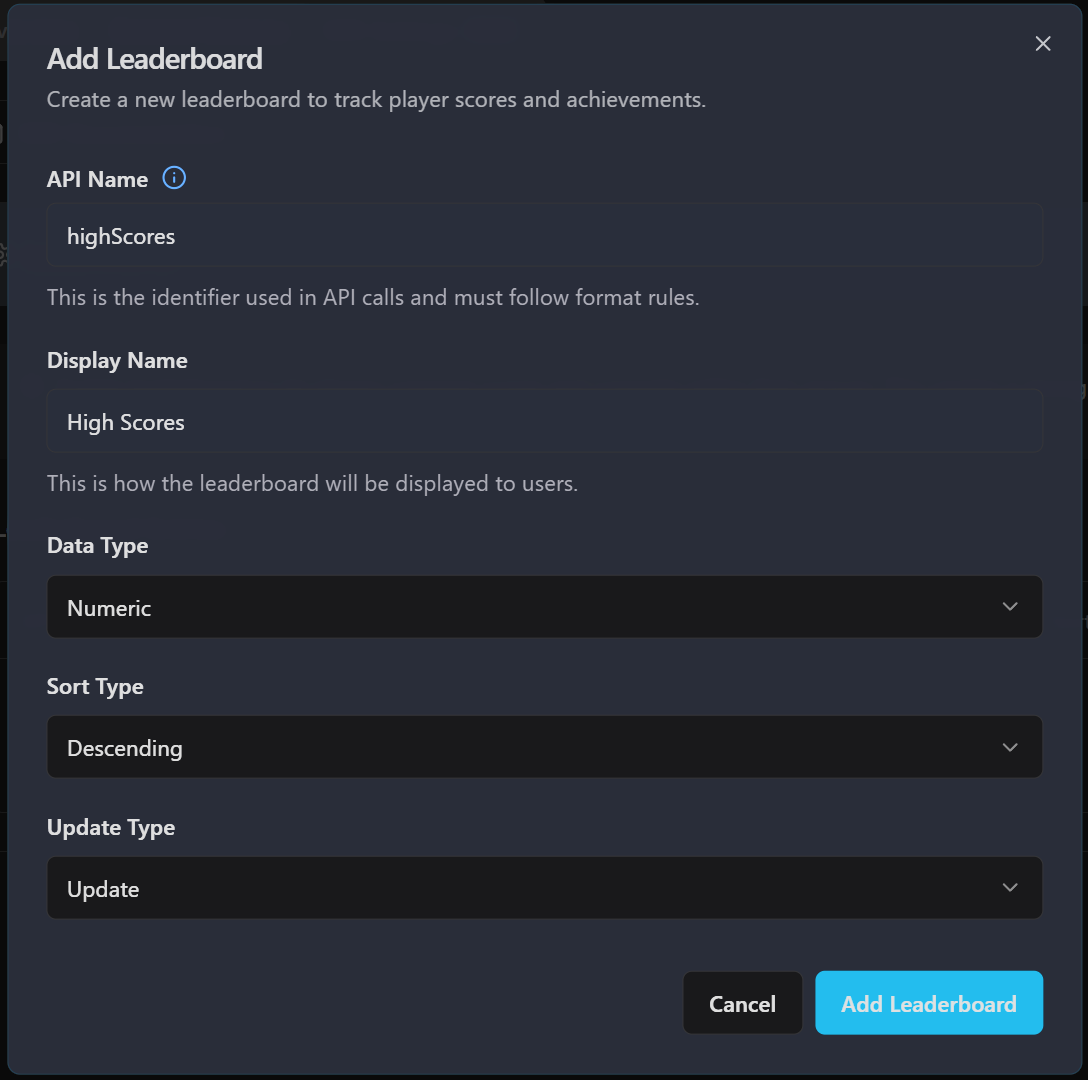 Add Leaderboard
Create a new leaderboard to track player scores and achievements.
API Name
highScores
This is the identifier used in API calls and must follow format rules.
Display Name
High Scores
This is how the leaderboard will be displayed to users.
Data Type
Numeric
Sort Type
Descending
Update Type
Update
Cancel
Add Leaderboard